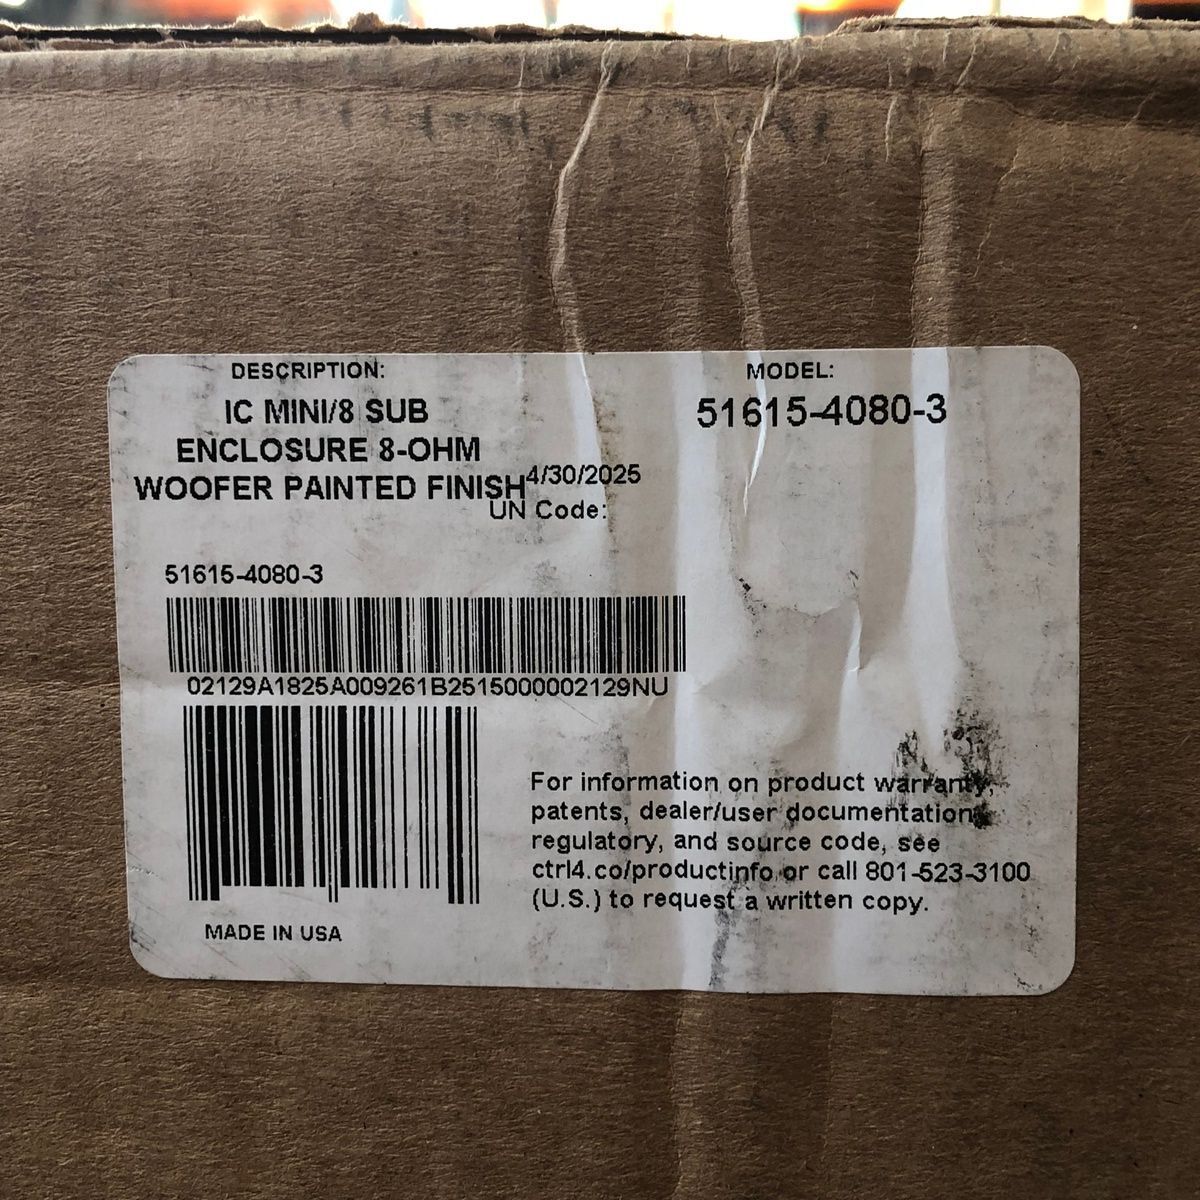 DESCRIPTION:
IC MINI/8 SUB
ENCLOSURE 8-OHM
WOOFER PAINTED FINISH
MODEL:
51615-4080-3
4/30/2025
UN Code:
51615-4080-3
02129A1825A009261B2515000002129NU
MADE IN USA
For information on product warranty,
patents, dealer/user documentation,
regulatory, and source code, see
ctrl4.co/productinfo or call 801-523-3100
(U.S.) to request a written copy.